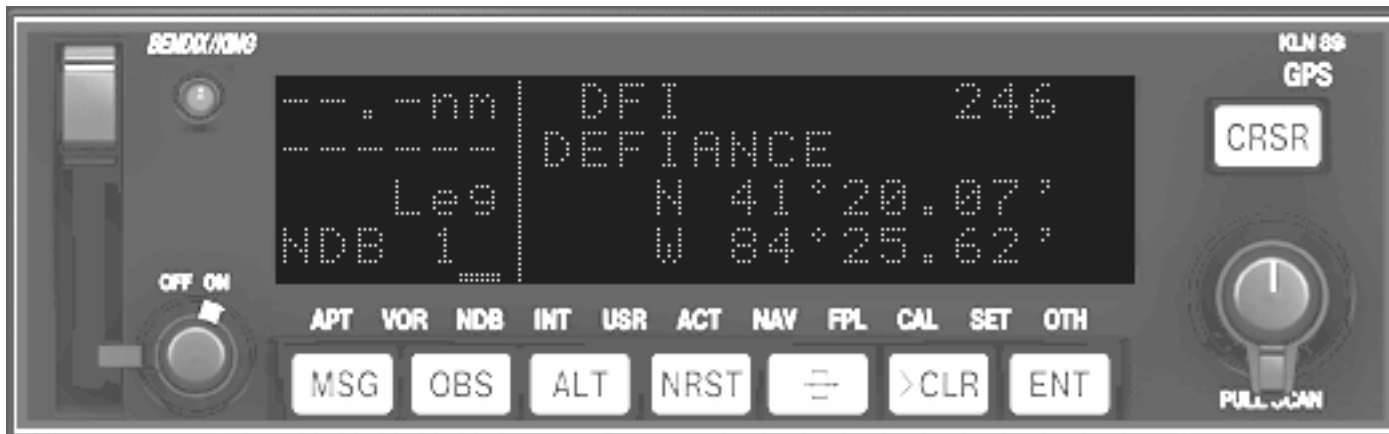 BENDIX/KING
KLN 89
GPS
--.-nm DFI 246
------ DEFIANCE
Leg N 41°20.07'
NDB 1 W 84°25.62'
CRSR
OFF ON
APT VOR NDB INT USR ACT NAV FPL CAL SET OTH
MSG OBS ALT NRST >CLR ENT
PULL SCAN